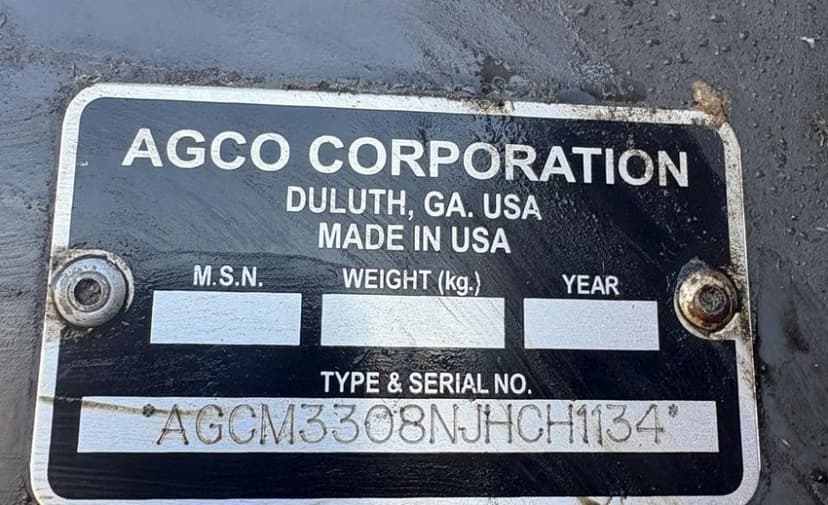 AGCO CORPORATION
DULUTH, GA. USA
MADE IN USA
M.S.N. WEIGHT (kg.) YEAR
TYPE & SERIAL NO.
*AGCM3308NJHCH1134*